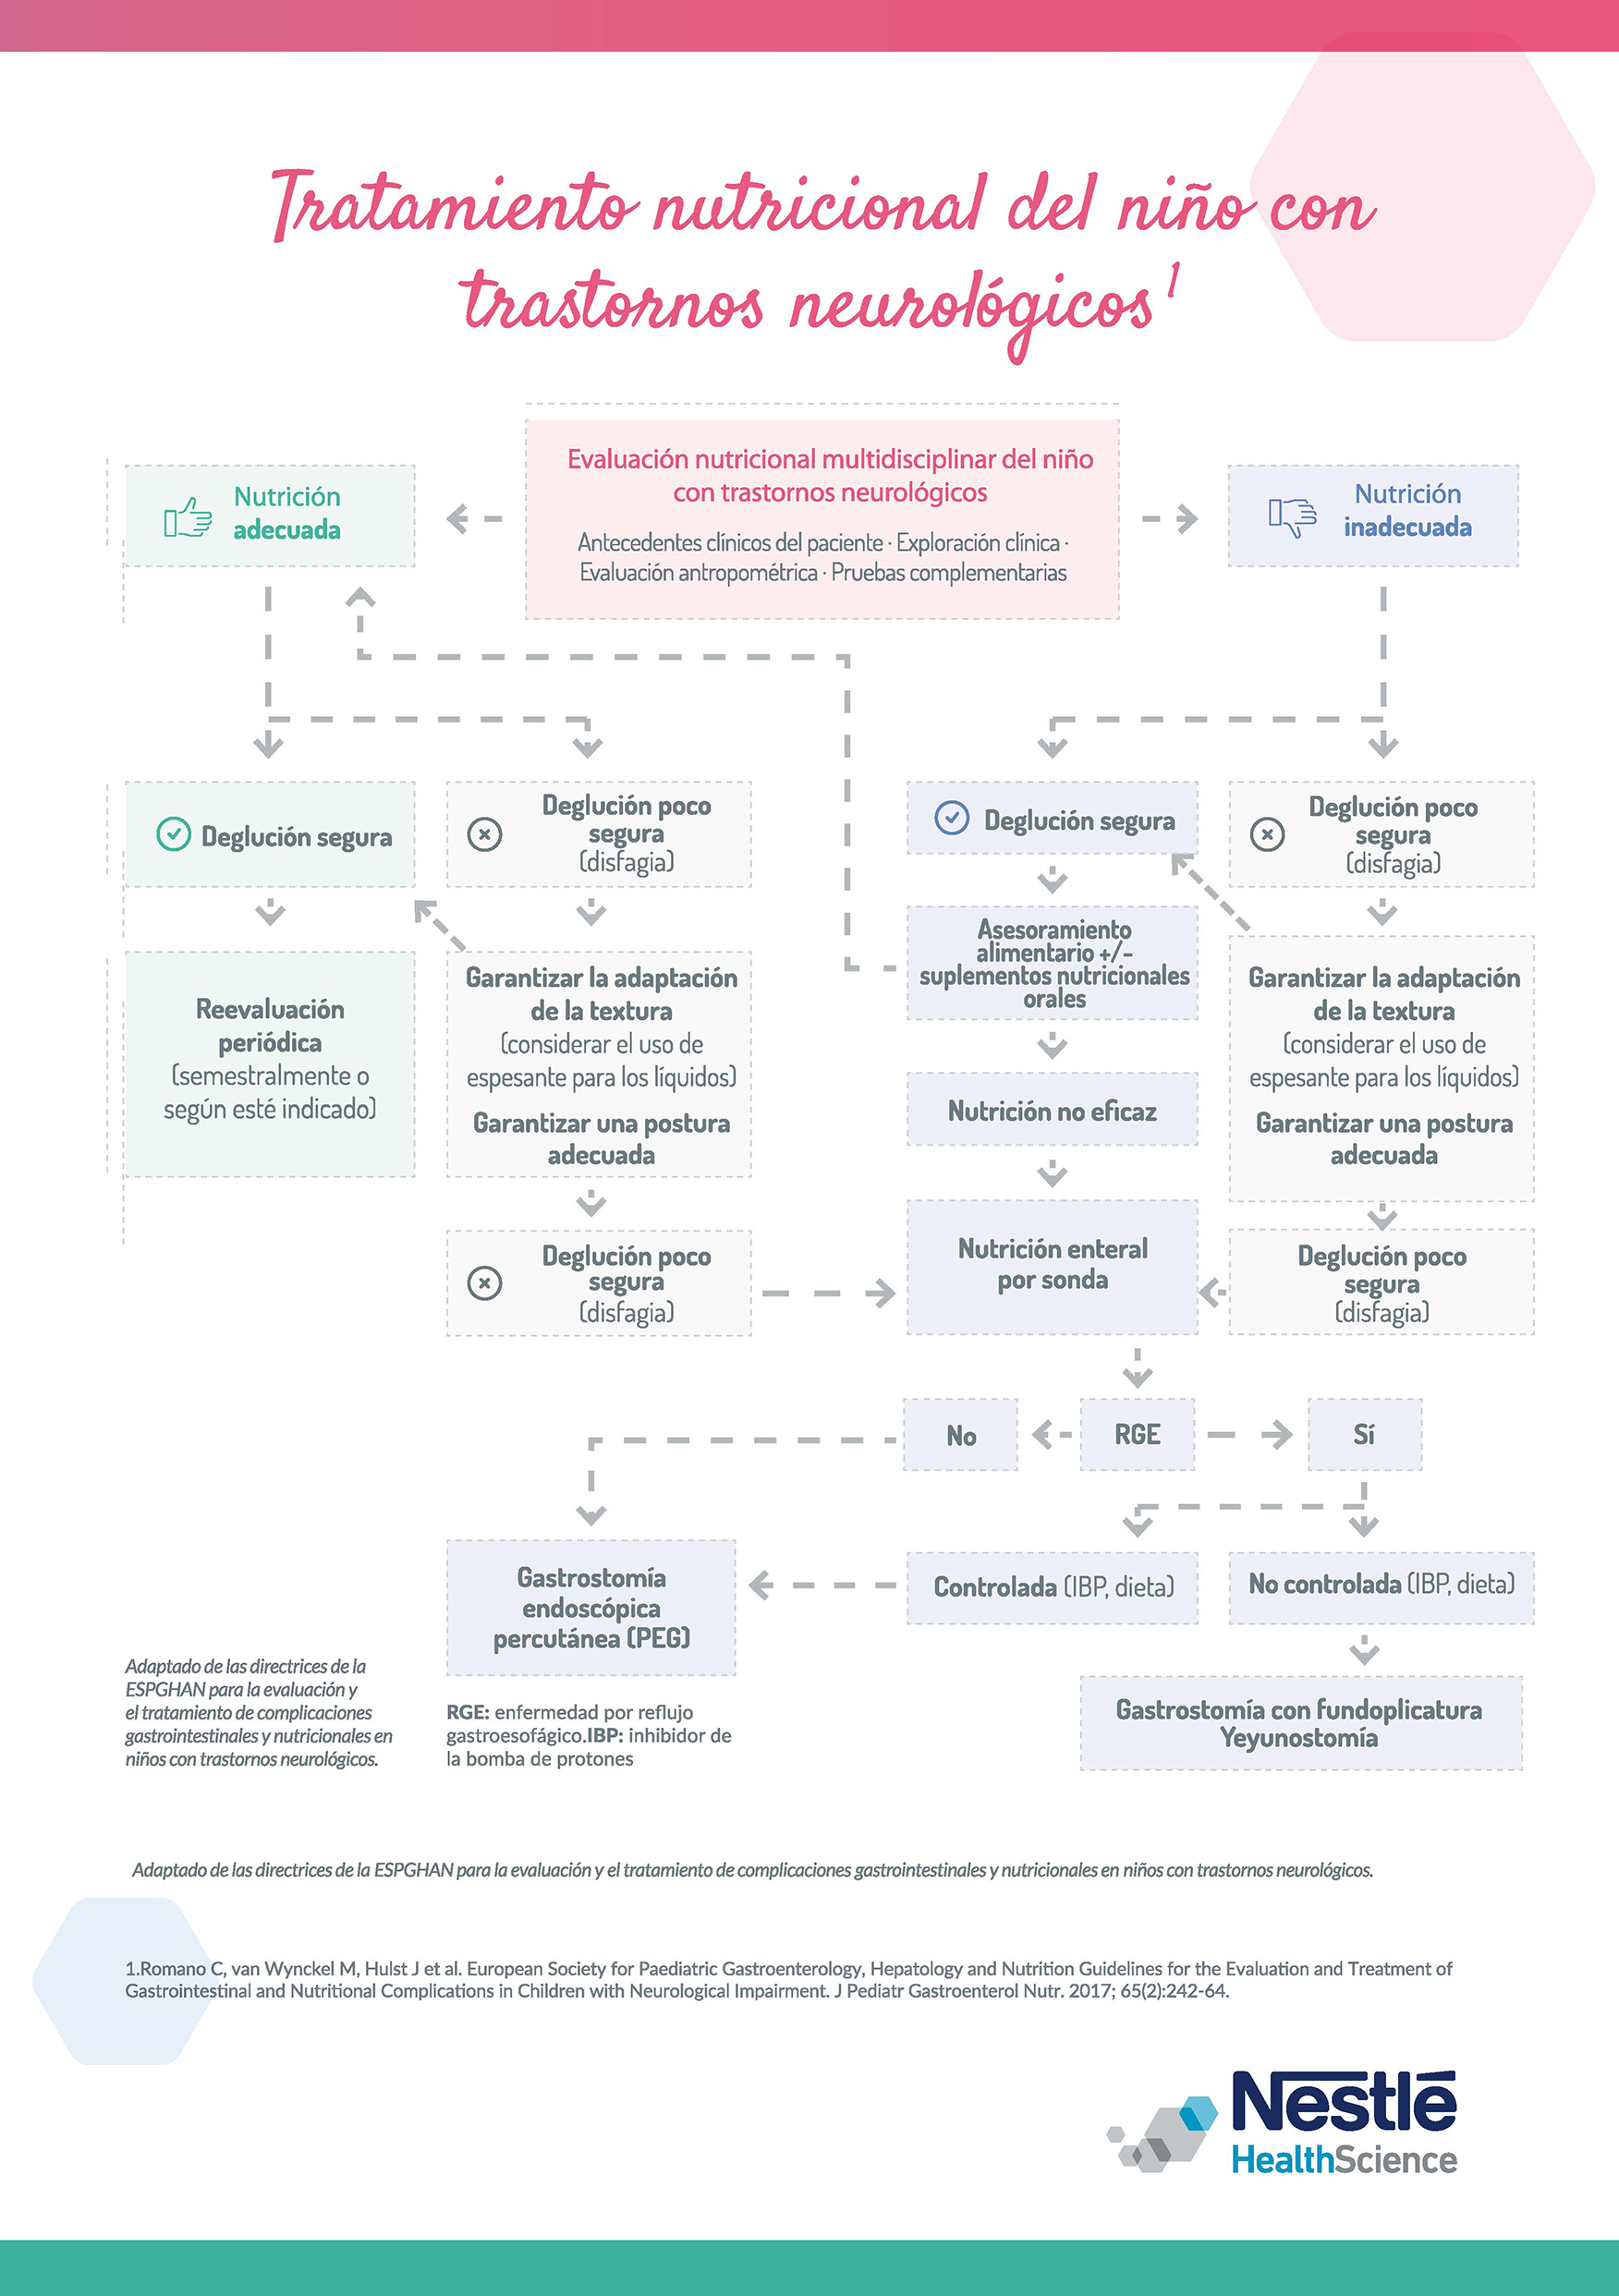 Tratamiento nutricional del niño con
trastornos neurológicos1
Evaluación nutricional multidisciplinar del niño
con trastornos neurológicos
Antecedentes clínicos del paciente · Exploración clínica ·
Evaluación antropométrica · Pruebas complementarias
Nutrición
adecuada
Nutrición
inadecuada
Deglución segura
Deglución poco
segura
(disfagia)
Deglución segura
Deglución poco
segura
(disfagia)
Reevaluación
periódica
(semestralmente o
según esté indicado)
Garantizar la adaptación
de la textura
(considerar el uso de
espesante para los líquidos)
Garantizar una postura
adecuada
Asesoramiento
alimentario +/-
suplementos nutricionales
orales
Nutrición no eficaz
Garantizar la adaptación
de la textura
(considerar el uso de
espesante para los líquidos)
Garantizar una postura
adecuada
Deglución poco
segura
(disfagia)
Nutrición enteral
por sonda
Deglución poco
segura
(disfagia)
No
RGE
Sí
Gastrostomía
endoscópica
percutánea (PEG)
Controlada (IBP, dieta)
No controlada (IBP, dieta)
Gastrostomía con fundoplicatura
Yeyunostomía
Adaptado de las directrices de la
ESPGHAN para la evaluación y
el tratamiento de complicaciones
gastrointestinales y nutricionales en
niños con trastornos neurológicos.
RGE: enfermedad por reflujo
gastroesofágico.IBP: inhibidor de
la bomba de protones
Adaptado de las directrices de la ESPGHAN para la evaluación y el tratamiento de complicaciones gastrointestinales y nutricionales en niños con trastornos neurológicos.
1.Romano C, van Wynckel M, Hulst J et al. European Society for Paediatric Gastroenterology, Hepatology and Nutrition Guidelines for the Evaluation and Treatment of
Gastrointestinal and Nutritional Complications in Children with Neurological Impairment. J Pediatr Gastroenterol Nutr. 2017; 65(2):242-64.
Nestlé
HealthScience